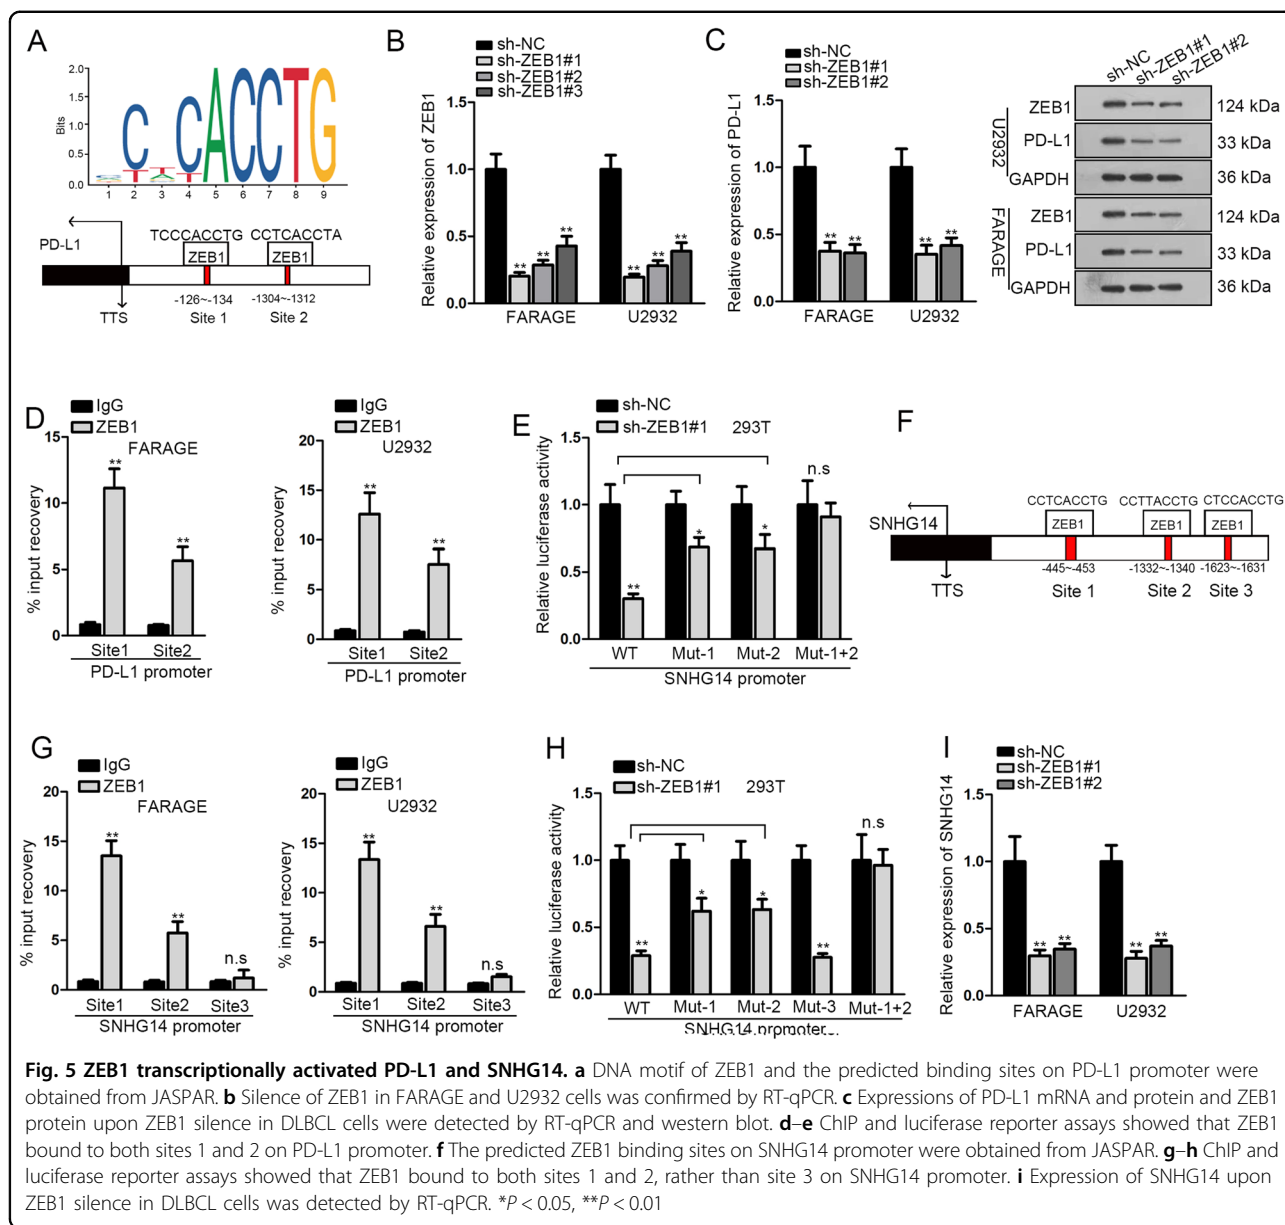 A
2.0
1.5
1.0
0.5
0.0
Bits
C C A C C T G
1 2 3 4 5 6 7 8 9
PD-L1
TCCCACCTG CCTCACCTA
ZEB1 ZEB1
-126~-134 -1304~-1312
TTS Site 1 Site 2
B
sh-NC
sh-ZEB1#1
sh-ZEB1#2
sh-ZEB1#3
Relative expression of ZEB1
1.5
1.0
0.5
0.0
** ** ** ** ** **
FARAGE U2932
C
sh-NC
sh-ZEB1#1
sh-ZEB1#2
Relative expression of PD-L1
1.5
1.0
0.5
0.0
** ** ** **
FARAGE U2932
sh-NC sh-ZEB1#1 sh-ZEB1#2
U2932
ZEB1 124 kDa
PD-L1 33 kDa
GAPDH 36 kDa
FARAGE
ZEB1 124 kDa
PD-L1 33 kDa
GAPDH 36 kDa
D
IgG
ZEB1
FARAGE
% input recovery
15
10
5
0
** **
Site1 Site2
PD-L1 promoter
IgG
ZEB1
U2932
% input recovery
20
15
10
5
0
** **
Site1 Site2
PD-L1 promoter
E
sh-NC
sh-ZEB1#1 293T
Relative luciferase activity
1.5
1.0
0.5
0.0
** * * n.s
WT Mut-1 Mut-2 Mut-1+2
SNHG14 promoter
F
SNHG14
CCTCACCTG CCTTACCTG CTCCACCTG
ZEB1 ZEB1 ZEB1
-445~-453 -1332~-1340 -1623~-1631
TTS Site 1 Site 2 Site 3
G
IgG
ZEB1
FARAGE
% input recovery
20
15
10
5
0
** ** n.s
Site1 Site2 Site3
SNHG14 promoter
IgG
ZEB1
U2932
% input recovery
20
15
10
5
0
** ** n.s
Site1 Site2 Site3
SNHG14 promoter
H
sh-NC
sh-ZEB1#1 293T
Relative luciferase activity
1.5
1.0
0.5
0.0
** * * ** n.s
WT Mut-1 Mut-2 Mut-3 Mut-1+2
SNHG14 promoter
I
sh-NC
sh-ZEB1#1
sh-ZEB1#2
Relative expression of SNHG14
1.5
1.0
0.5
0.0
** ** ** **
FARAGE U2932
Fig. 5 ZEB1 transcriptionally activated PD-L1 and SNHG14. a DNA motif of ZEB1 and the predicted binding sites on PD-L1 promoter were
obtained from JASPAR. b Silence of ZEB1 in FARAGE and U2932 cells was confirmed by RT-qPCR. c Expressions of PD-L1 mRNA and protein and ZEB1
protein upon ZEB1 silence in DLBCL cells were detected by RT-qPCR and western blot. d–e ChIP and luciferase reporter assays showed that ZEB1
bound to both sites 1 and 2 on PD-L1 promoter. f The predicted ZEB1 binding sites on SNHG14 promoter were obtained from JASPAR. g–h ChIP and
luciferase reporter assays showed that ZEB1 bound to both sites 1 and 2, rather than site 3 on SNHG14 promoter. i Expression of SNHG14 upon
ZEB1 silence in DLBCL cells was detected by RT-qPCR. *P < 0.05, **P < 0.01